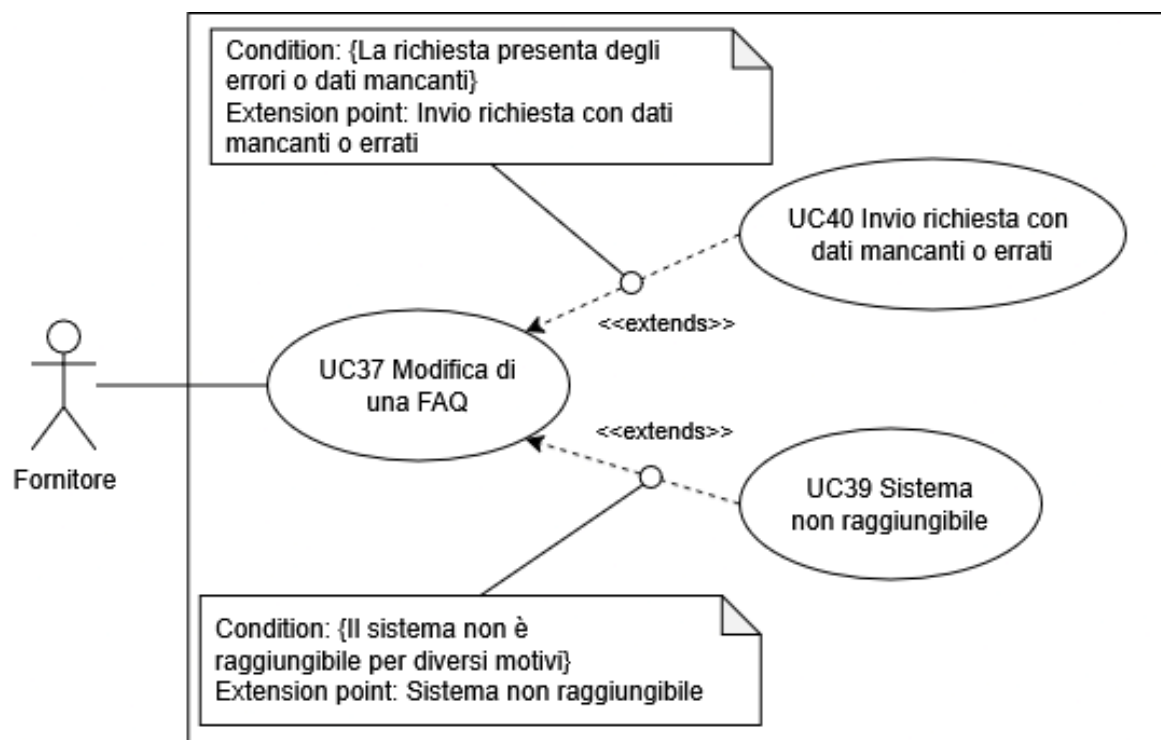 Condition: {La richiesta presenta degli
errori o dati mancanti}
Extension point: Invio richiesta con dati
mancanti o errati
UC40 Invio richiesta con
dati mancanti o errati
<<extends>>
UC37 Modifica di
una FAQ
<<extends>>
Fornitore
UC39 Sistema
non raggiungibile
Condition: {Il sistema non è
raggiungibile per diversi motivi}
Extension point: Sistema non raggiungibile